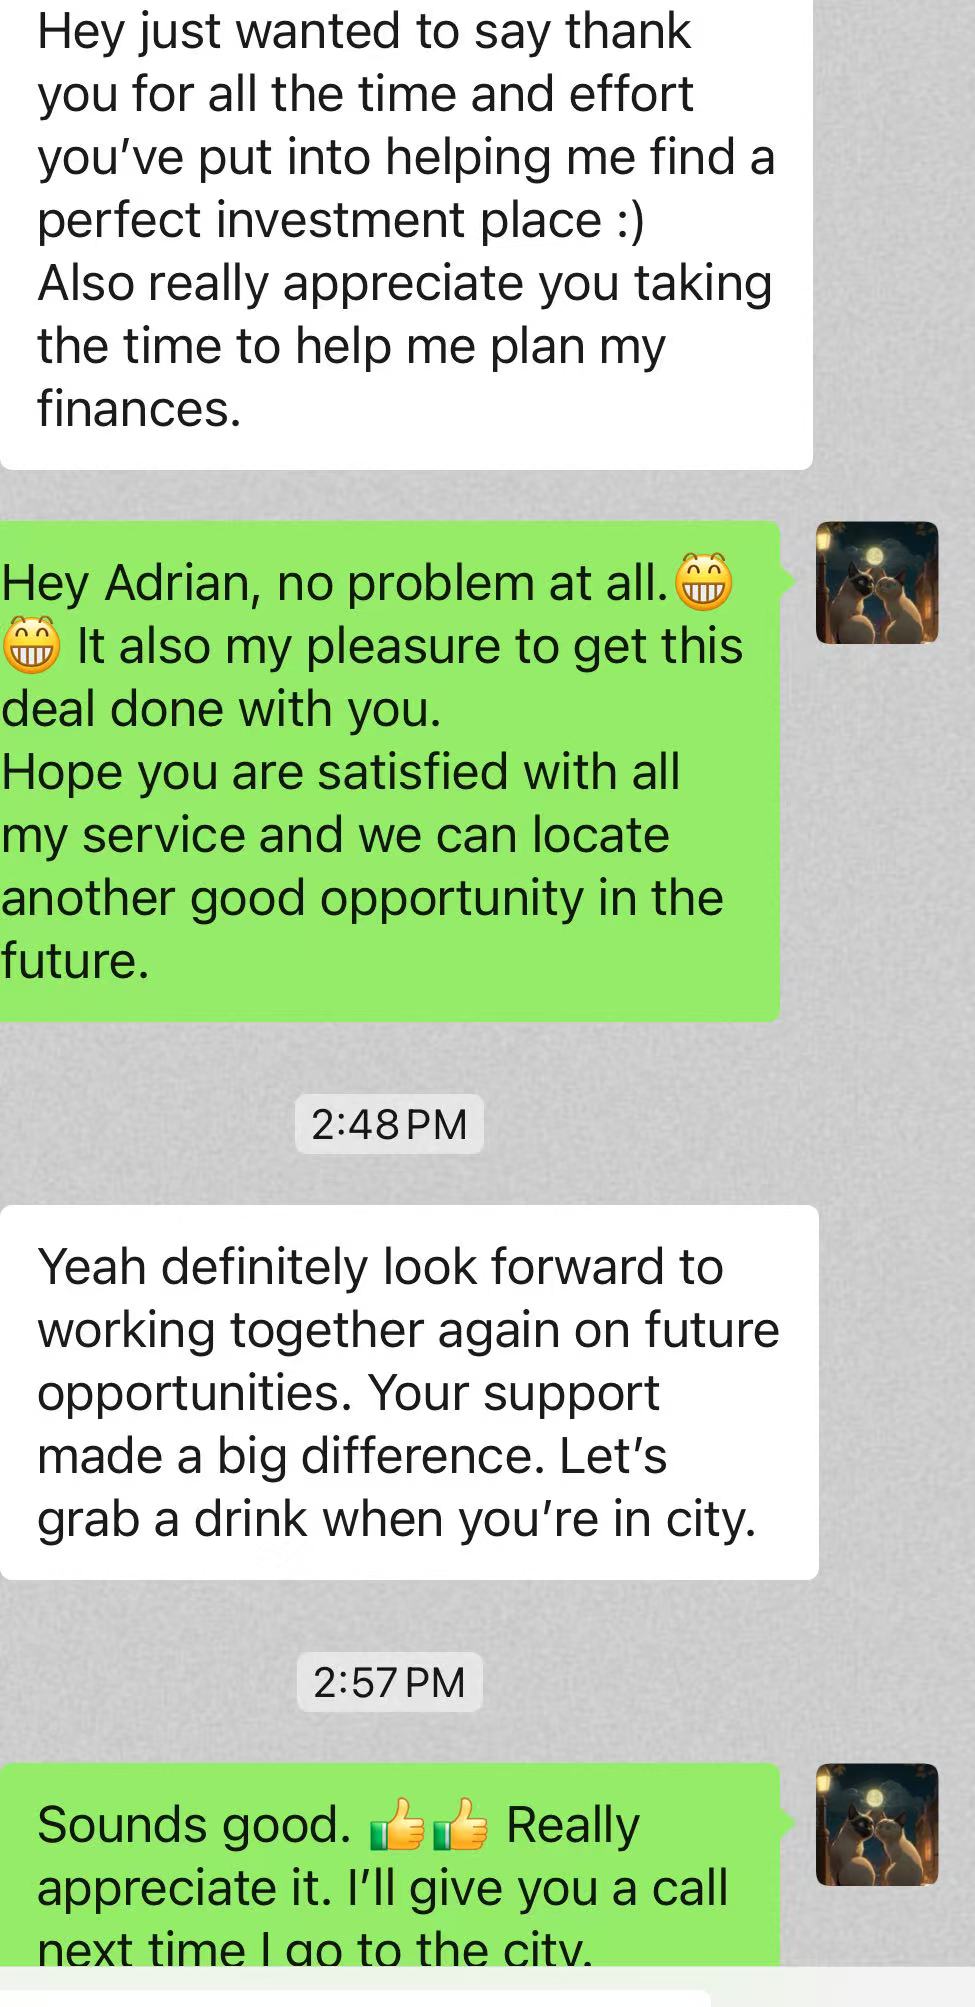 Hey just wanted to say thank
you for all the time and effort
you’ve put into helping me find a
perfect investment place :)
Also really appreciate you taking
the time to help me plan my
finances.
Hey Adrian, no problem at all.😁
😁 It also my pleasure to get this
deal done with you.
Hope you are satisfied with all
my service and we can locate
another good opportunity in the
future.
2:48 PM
Yeah definitely look forward to
working together again on future
opportunities. Your support
made a big difference. Let’s
grab a drink when you’re in city.
2:57 PM
Sounds good. 👍👍 Really
appreciate it. I’ll give you a call
next time I go to the city.